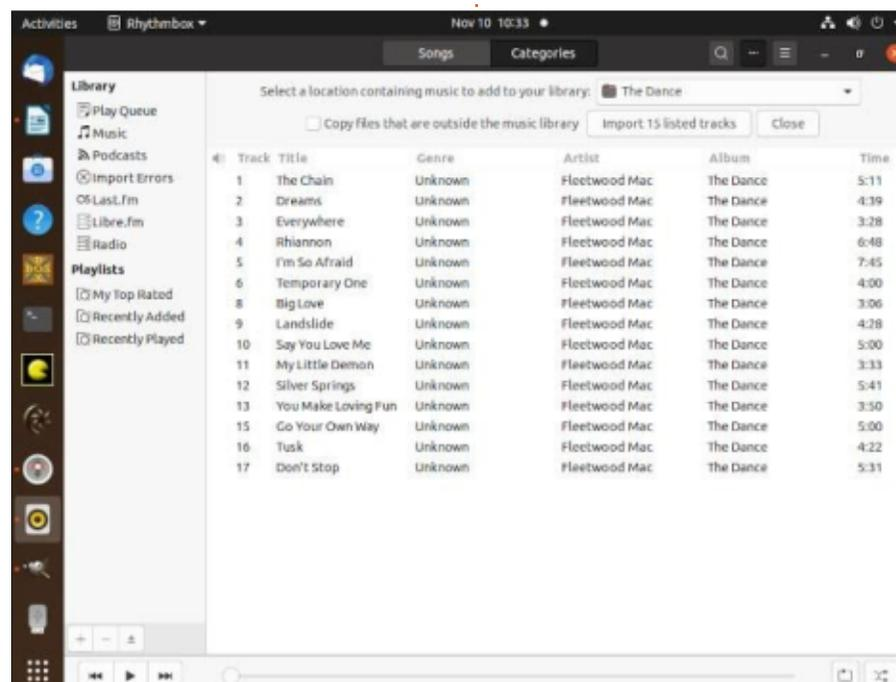 Activities Rhythmbox Nov 10 10:33
Songs Categories
Library
Play Queue
Music
Podcasts
Import Errors
Last.fm
Libre.fm
Radio
Playlists
My Top Rated
Recently Added
Recently Played
Select a location containing music to add to your library: The Dance
Copy files that are outside the music library Import 15 listed tracks Close
Track Title Genre Artist Album Time
1 The Chain Unknown Fleetwood Mac The Dance 5:11
2 Dreams Unknown Fleetwood Mac The Dance 4:39
3 Everywhere Unknown Fleetwood Mac The Dance 3:28
4 Rhiannon Unknown Fleetwood Mac The Dance 6:48
5 I'm So Afraid Unknown Fleetwood Mac The Dance 7:45
6 Temporary One Unknown Fleetwood Mac The Dance 4:00
8 Big Love Unknown Fleetwood Mac The Dance 3:06
9 Landslide Unknown Fleetwood Mac The Dance 4:28
10 Say You Love Me Unknown Fleetwood Mac The Dance 5:00
11 My Little Demon Unknown Fleetwood Mac The Dance 3:33
12 Silver Springs Unknown Fleetwood Mac The Dance 5:41
13 You Make Loving Fun Unknown Fleetwood Mac The Dance 3:50
15 Go Your Own Way Unknown Fleetwood Mac The Dance 5:00
16 Tusk Unknown Fleetwood Mac The Dance 4:22
17 Don't Stop Unknown Fleetwood Mac The Dance 5:31